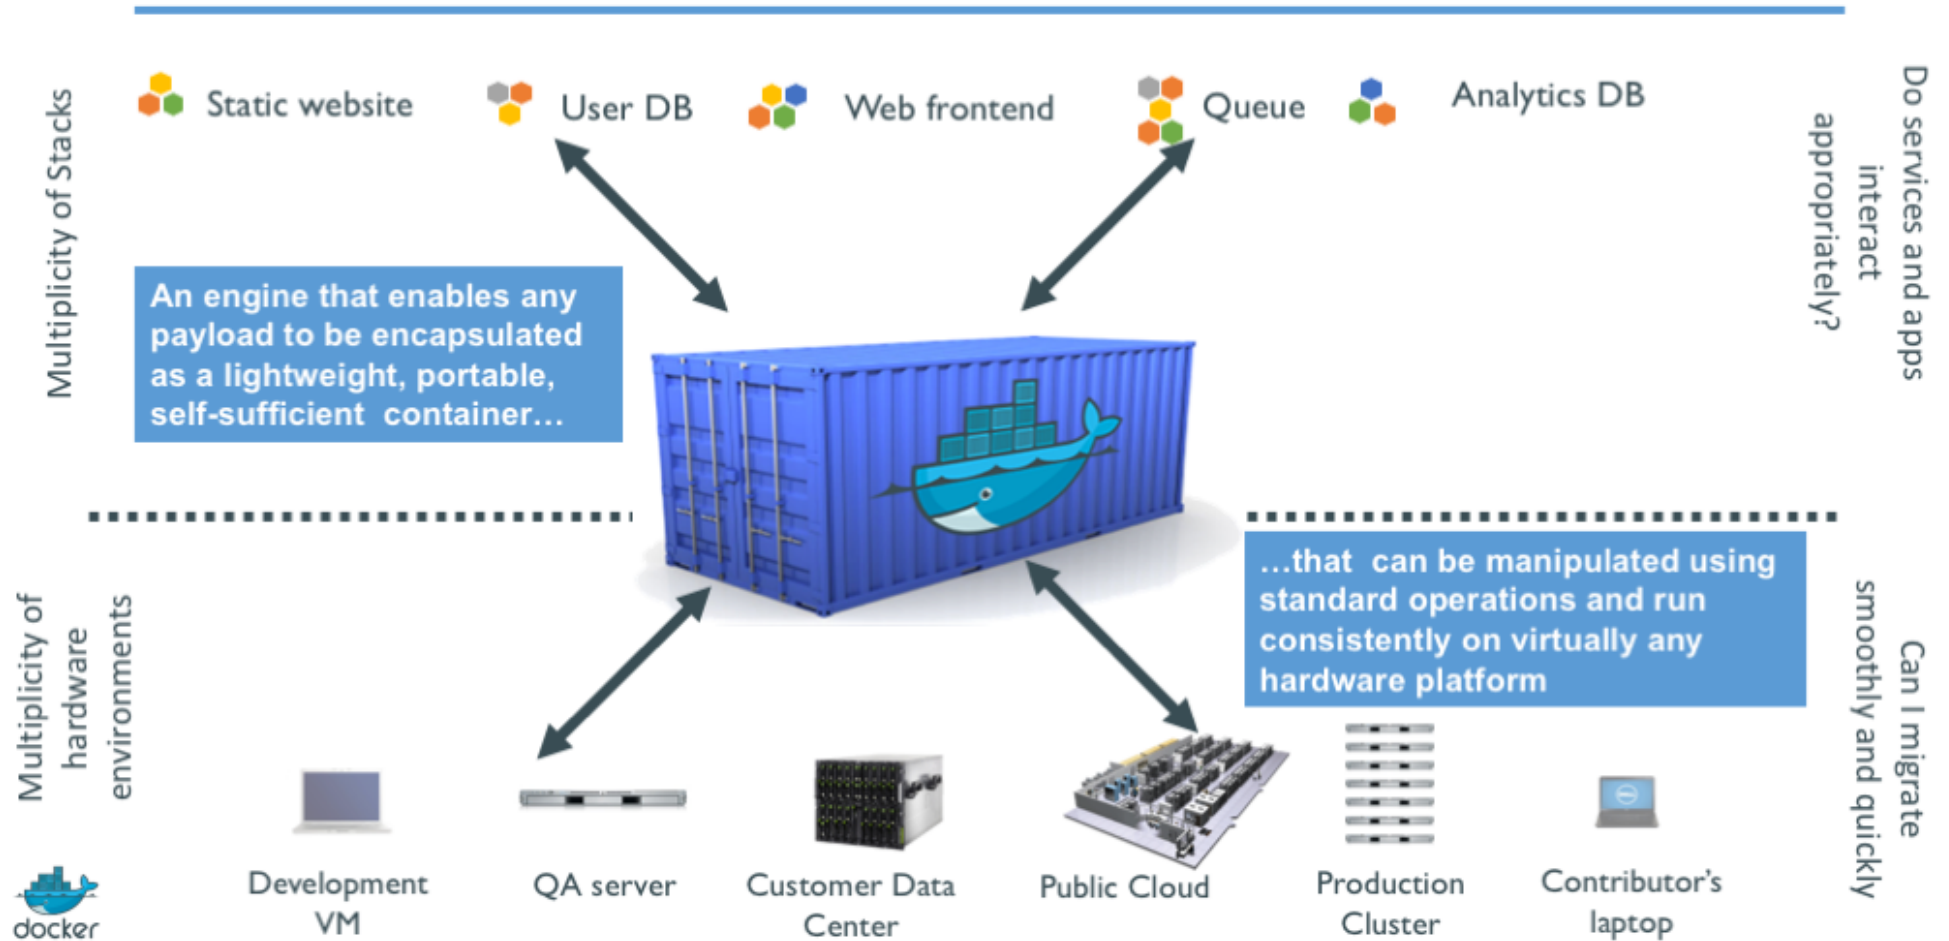 Static website
User DB
Web frontend
Queue
Analytics DB
Multiplicity of Stacks
Do services and apps
interact
appropriately?
An engine that enables any
payload to be encapsulated
as a lightweight, portable,
self-sufficient container...
...that can be manipulated using
standard operations and run
consistently on virtually any
hardware platform
Multiplicity of
hardware
environments
Can I migrate
smoothly and quickly
Development
VM
QA server
Customer Data
Center
Public Cloud
Production
Cluster
Contributor's
laptop
docker